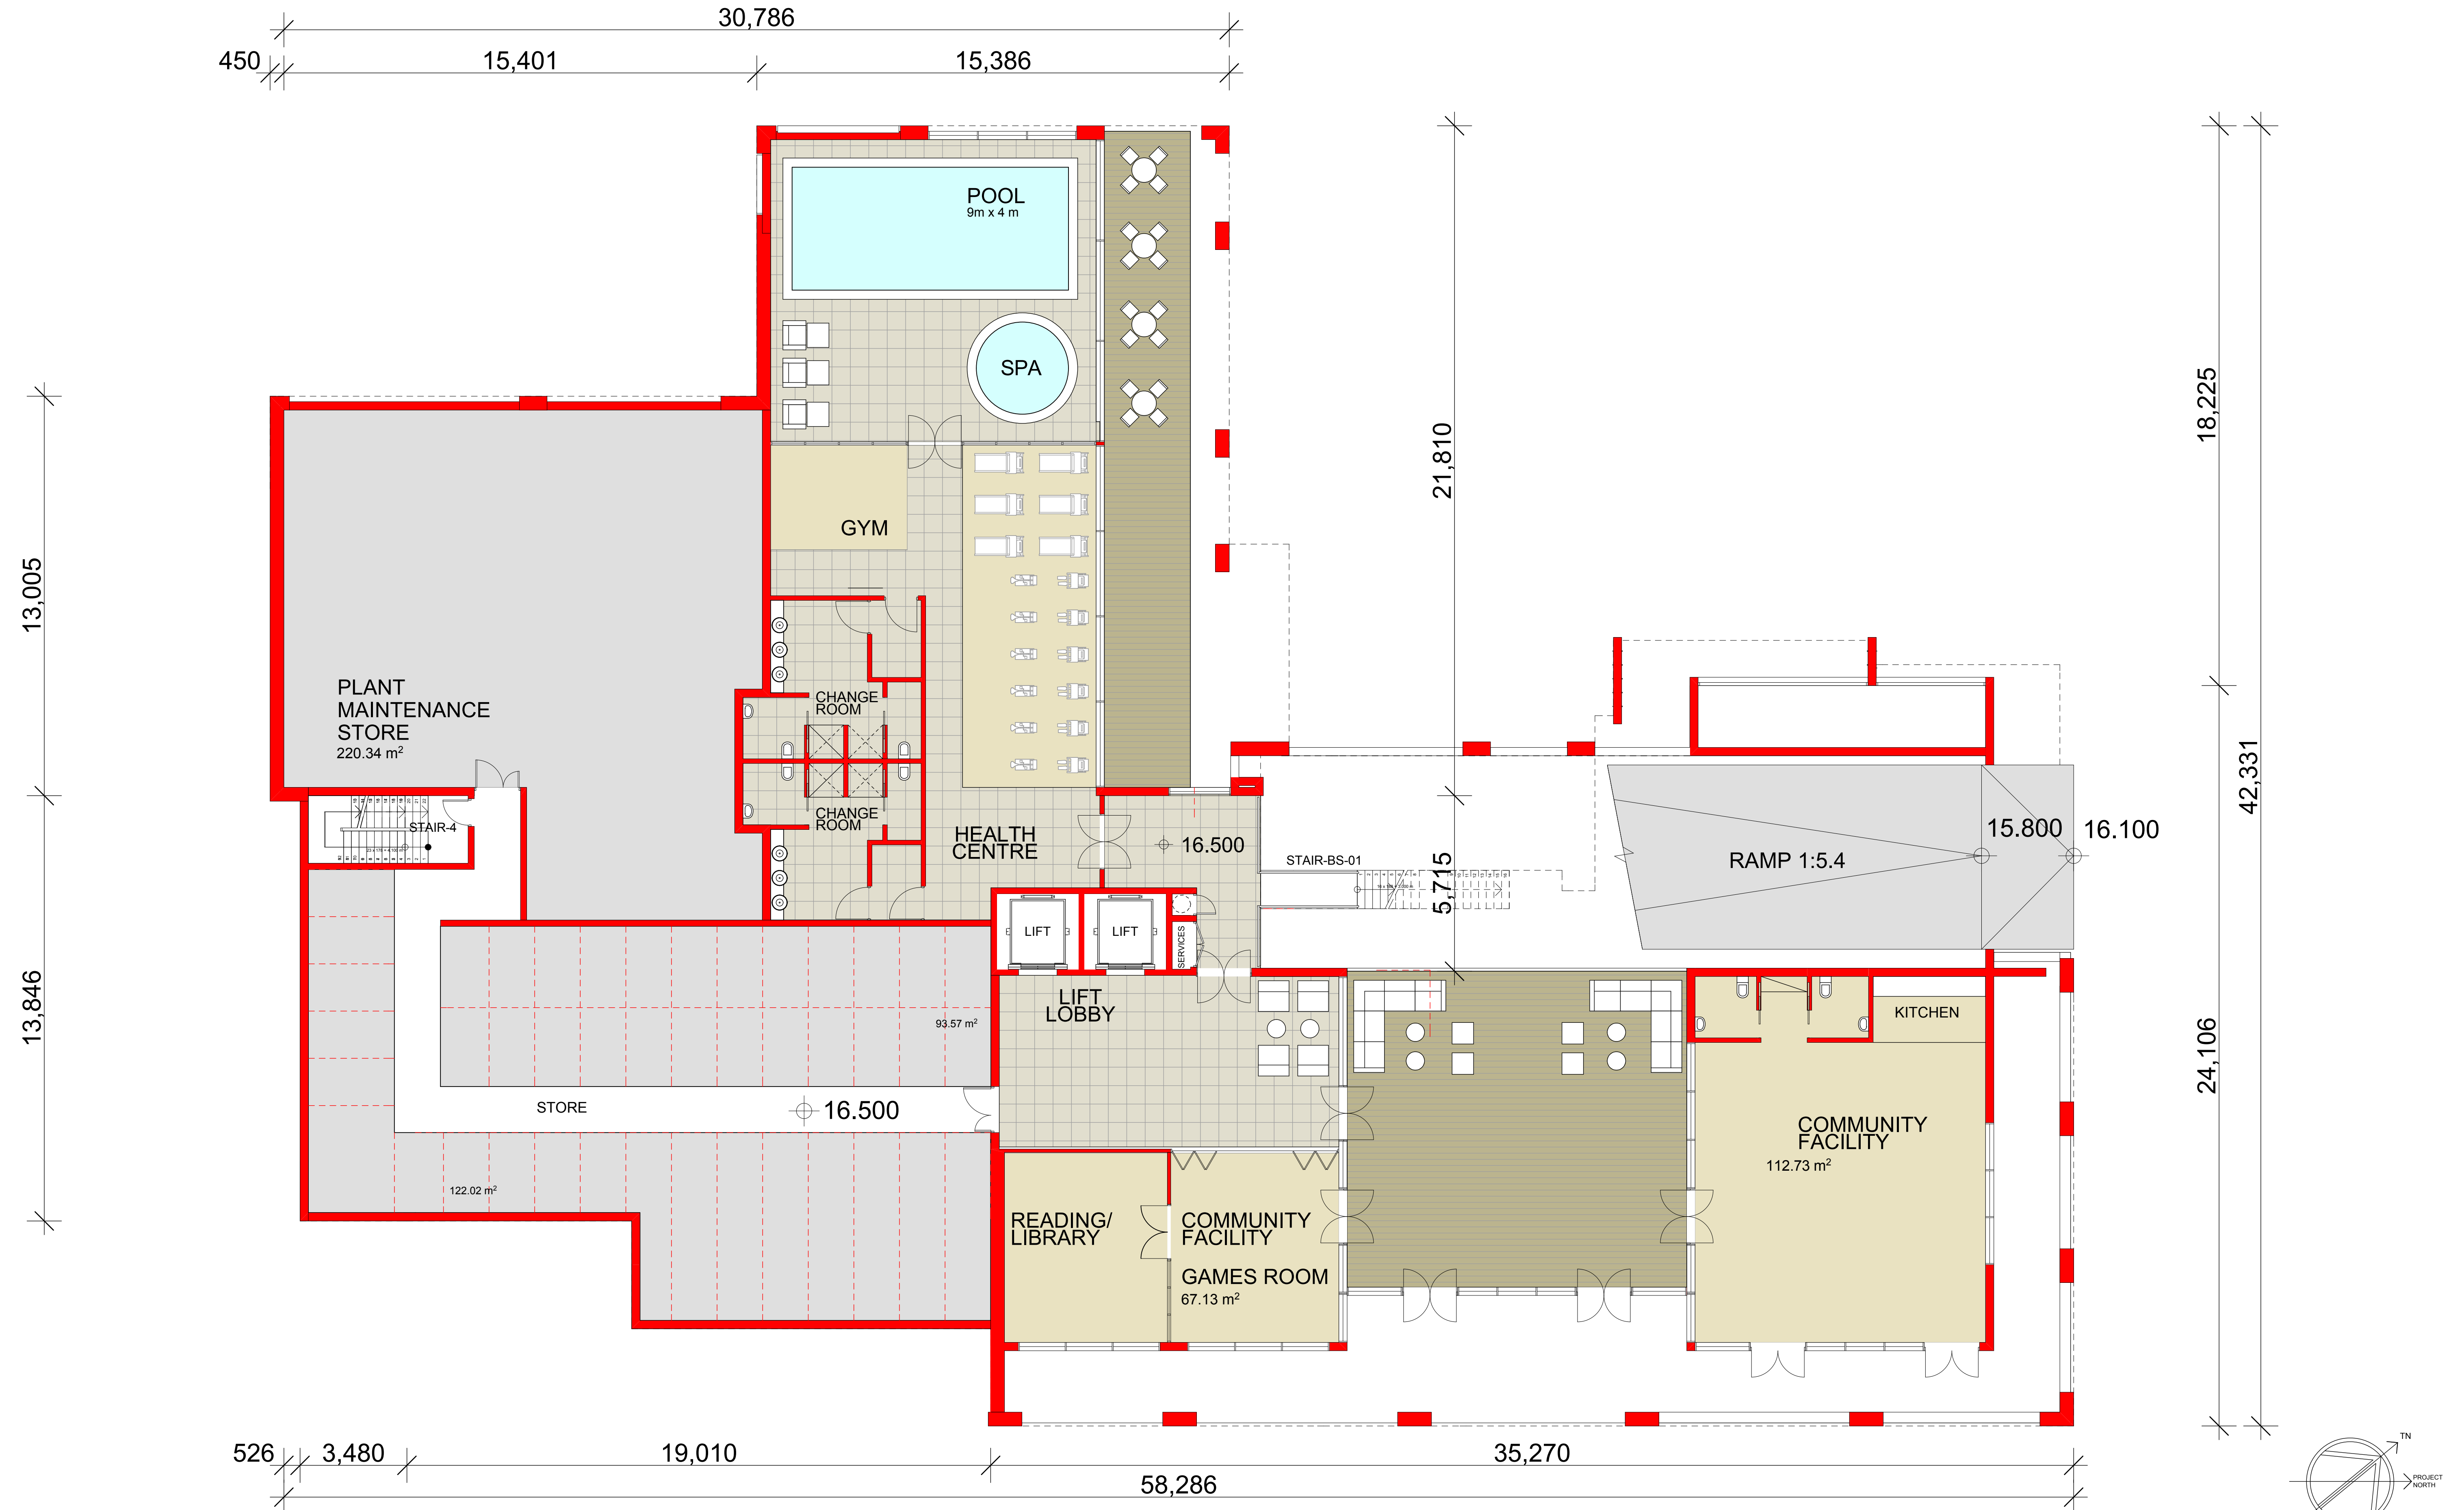 30,786
450
15,401
15,386
POOL
9m x 4 m
SPA
18,225
21,810
GYM
13,005
PLANT
MAINTENANCE
STORE
220.34 m²
CHANGE
ROOM
42,331
STAIR-4
CHANGE
ROOM
HEALTH
CENTRE
16.500
STAIR-BS-01
RAMP 1:5.4
15.800
16.100
5,715
LIFT
LIFT
SERVICES
13,846
LIFT
LOBBY
93.57 m²
KITCHEN
24,106
STORE
16.500
COMMUNITY
FACILITY
112.73 m²
122.02 m²
READING/
LIBRARY
COMMUNITY
FACILITY
GAMES ROOM
67.13 m²
526
3,480
19,010
35,270
58,286
TN
PROJECT
NORTH